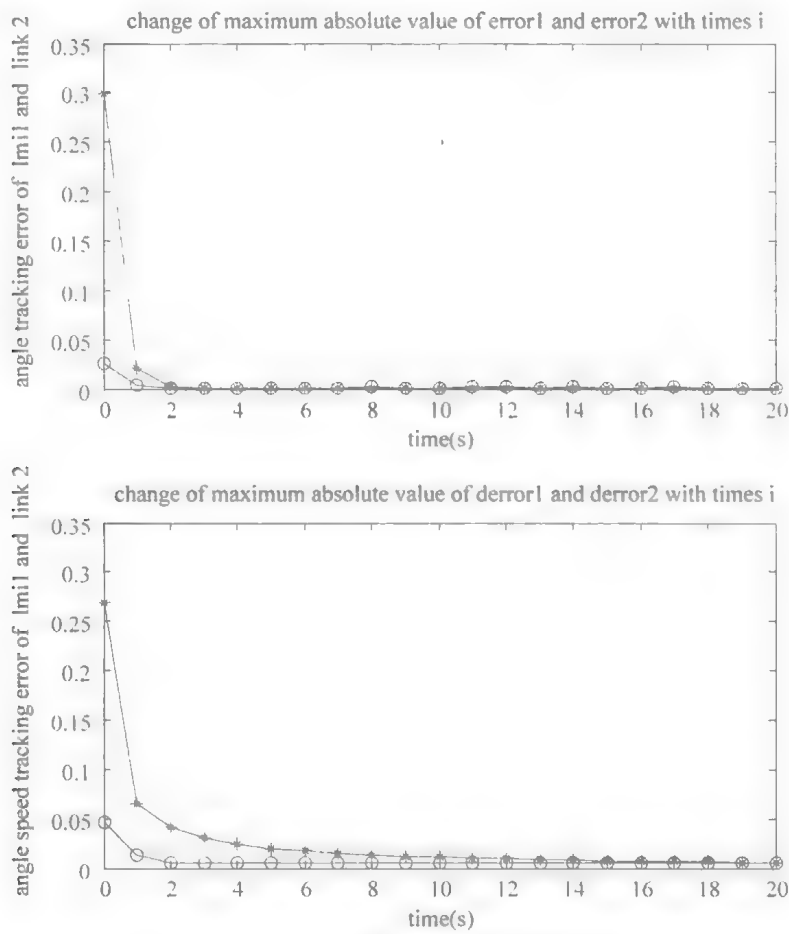 change of maximum absolute value of error1 and error2 with times i
angle tracking error of lmi1 and link 2
0.35
0.3
0.25
0.2
0.15
0.1
0.05
0
0 2 4 6 8 10 12 14 16 18 20
time(s)
change of maximum absolute value of derror1 and derror2 with times i
angle speed tracking error of lmi1 and link 2
0.35
0.3
0.25
0.2
0.15
0.1
0.05
0
0 2 4 6 8 10 12 14 16 18 20
time(s)